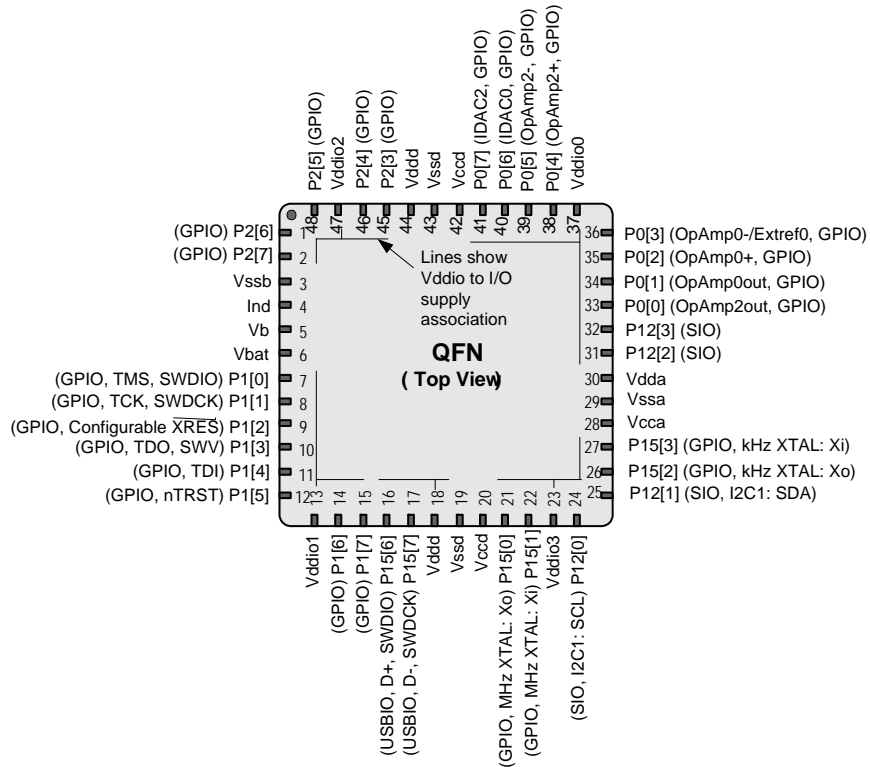 P2[5] (GPIO)
Vddio2
P2[4] (GPIO)
P2[3] (GPIO)
Vddd
Vssd
Vccd
P0[7] (IDAC2, GPIO)
P0[6] (IDAC0, GPIO)
P0[5] (OpAmp2-, GPIO)
P0[4] (OpAmp2+, GPIO)
Vddio0
48
47
46
45
44
43
42
41
40
39
38
37
(GPIO) P2[6]
(GPIO) P2[7]
Vssb
Ind
Vb
Vbat
(GPIO, TMS, SWDIO) P1[0]
(GPIO, TCK, SWDCK) P1[1]
(GPIO, Configurable XRES) P1[2]
(GPIO, TDO, SWV) P1[3]
(GPIO, TDI) P1[4]
(GPIO, nTRST) P1[5]
1
2
3
4
5
6
7
8
9
10
11
12
Lines show
Vddio to I/O
supply
association
QFN
( Top View)
36
35
34
33
32
31
30
29
28
27
26
25
P0[3] (OpAmp0-/Extref0, GPIO)
P0[2] (OpAmp0+, GPIO)
P0[1] (OpAmp0out, GPIO)
P0[0] (OpAmp2out, GPIO)
P12[3] (SIO)
P12[2] (SIO)
Vdda
Vssa
Vcca
P15[3] (GPIO, kHz XTAL: Xi)
P15[2] (GPIO, kHz XTAL: Xo)
P12[1] (SIO, I2C1: SDA)
13
14
15
16
17
18
19
20
21
22
23
24
Vddio1
(GPIO) P1[6]
(GPIO) P1[7]
(USBIO, D+, SWDIO) P15[6]
(USBIO, D-, SWDCK) P15[7]
Vddd
Vssd
Vccd
(GPIO, MHz XTAL: Xo) P15[0]
(GPIO, MHz XTAL: Xi) P15[1]
Vddio3
(SIO, I2C1: SCL) P12[0]